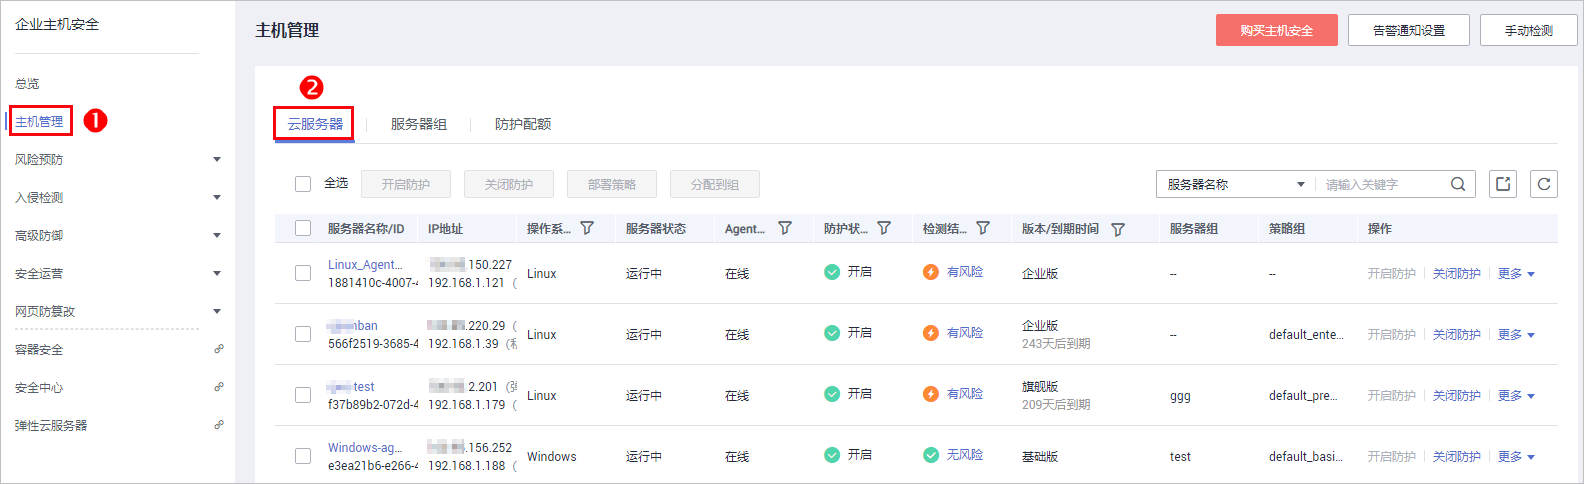 企业主机安全
总览
主机管理
1
风险预防
入侵检测
高级防御
安全运营
网页防篡改
容器安全
安全中心
弹性云服务器
主机管理
购买主机安全 告警通知设置 手动检测
2
云服务器 服务器组 防护配额
全选 开启防护 关闭防护 部署策略 分配到组 服务器名称 请输入关键字
服务器名称/ID IP地址 操作系... 服务器状态 Agent... 防护状... 检测结... 版本/到期时间 服务器组 策略组 操作
Linux_Agent... .150.227
1881410c-4007-4 192.168.1.121 ( Linux 运行中 在线 开启 有风险 企业版 -- -- 开启防护 关闭防护 更多
nban .220.29 (
566f2519-3685-4 192.168.1.39 (私 Linux 运行中 在线 开启 有风险 企业版 243天后到期 -- default_ente... 开启防护 关闭防护 更多
test .2.201 (弹
f37b89b2-072d-4 192.168.1.179 ( Linux 运行中 在线 开启 有风险 旗舰版 209天后到期 ggg default_pre... 开启防护 关闭防护 更多
Windows-ag... .156.252
e3ea21b6-e266-4 192.168.1.188 ( Windows 运行中 在线 开启 无风险 基础版 test default_basi... 开启防护 关闭防护 更多